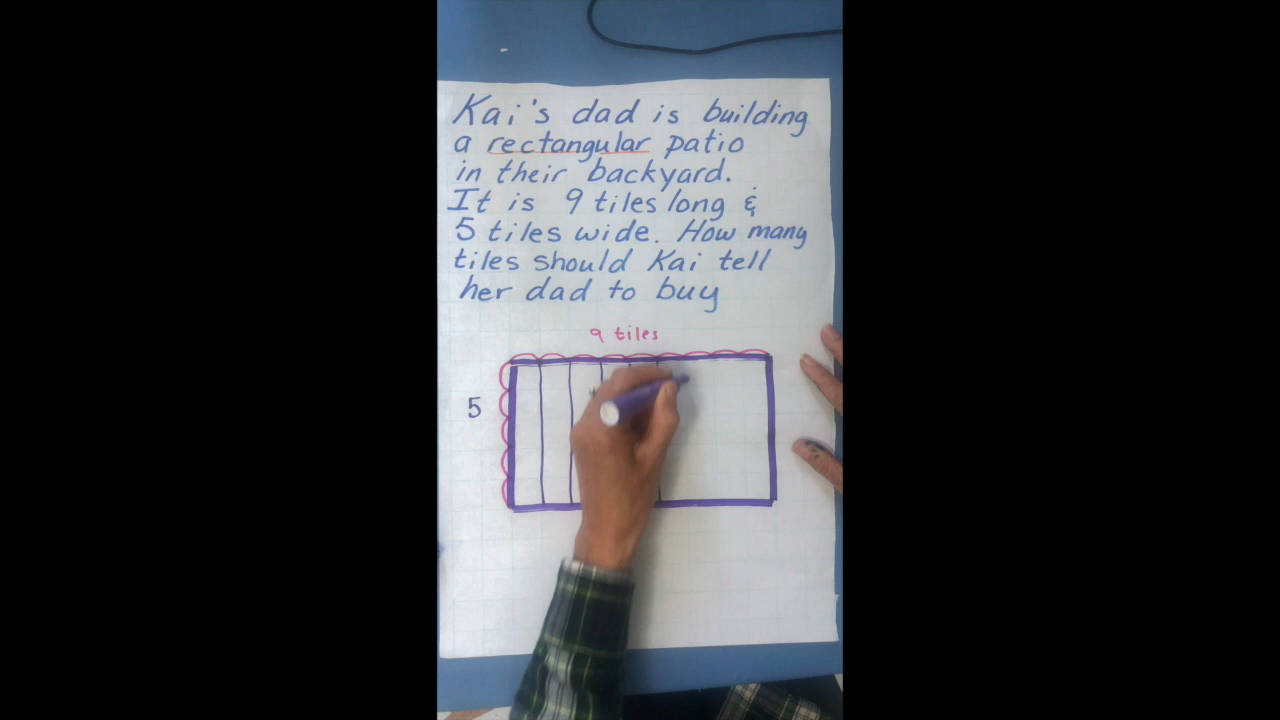 Kai's dad is building
a rectangular patio
in their backyard.
It is 9 tiles long &
5 tiles wide. How many
tiles should Kai tell
her dad to buy
9 tiles
5